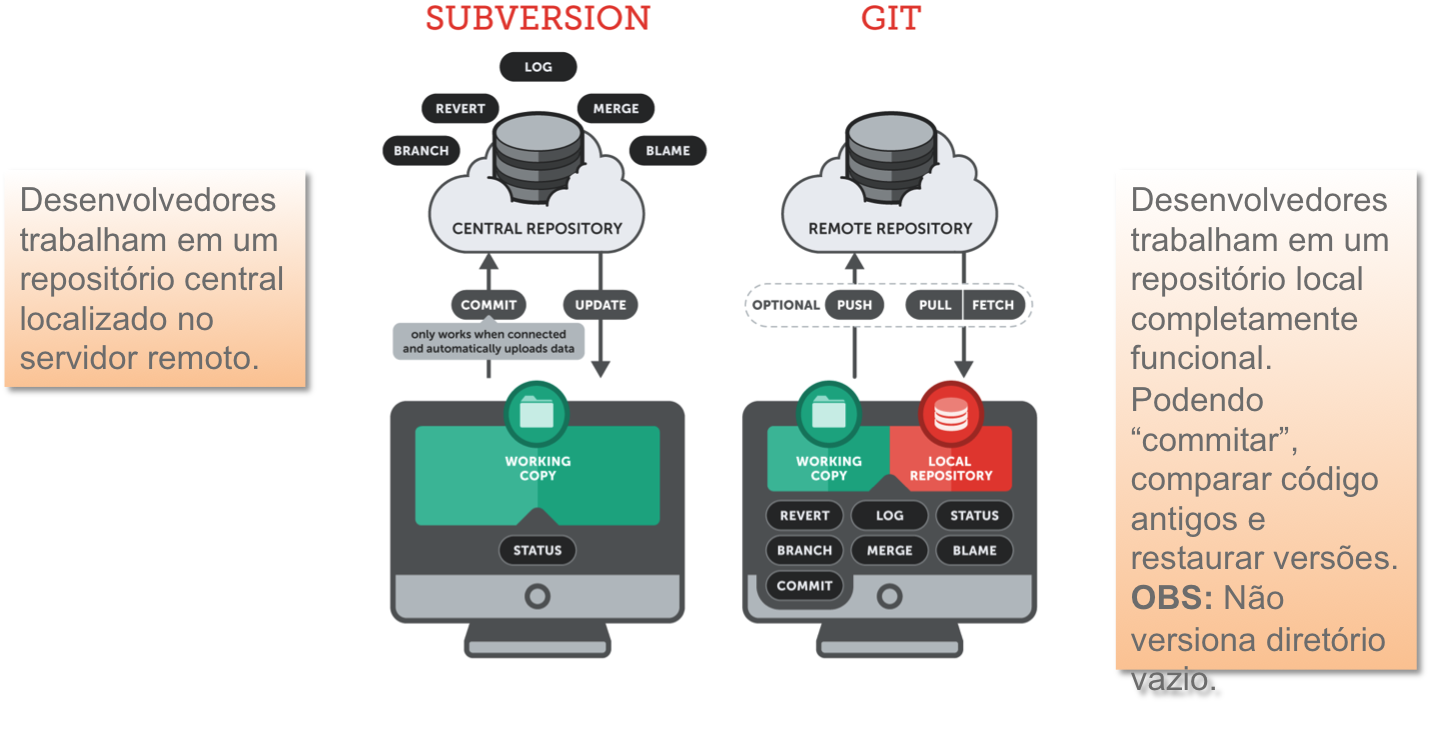 SUBVERSION
GIT
LOG
REVERT
MERGE
BRANCH
BLAME
CENTRAL REPOSITORY
COMMIT
UPDATE
only works when connected
and automatically uploads data
WORKING
COPY
STATUS
REMOTE REPOSITORY
OPTIONAL
PUSH
PULL
FETCH
WORKING
COPY
LOCAL
REPOSITORY
REVERT
LOG
STATUS
BRANCH
MERGE
BLAME
COMMIT
Desenvolvedores
trabalham em um
repositório central
localizado no
servidor remoto.
Desenvolvedores
trabalham em um
repositório local
completamente
funcional.
Podendo
“commitar”,
comparar código
antigos e
restaurar versões.
OBS: Não
versiona diretório
vazio.